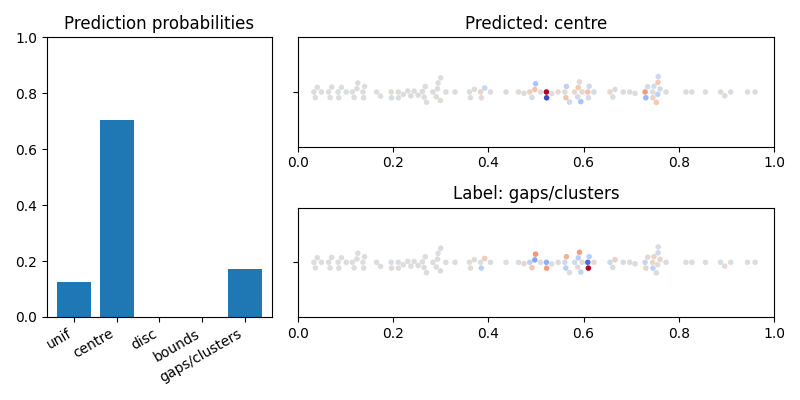 Prediction probabilities
1.0
0.8
0.6
0.4
0.2
0.0
unif
centre
disc
bounds
gaps/clusters
Predicted: centre
0.0 0.2 0.4 0.6 0.8 1.0
Label: gaps/clusters
0.0 0.2 0.4 0.6 0.8 1.0